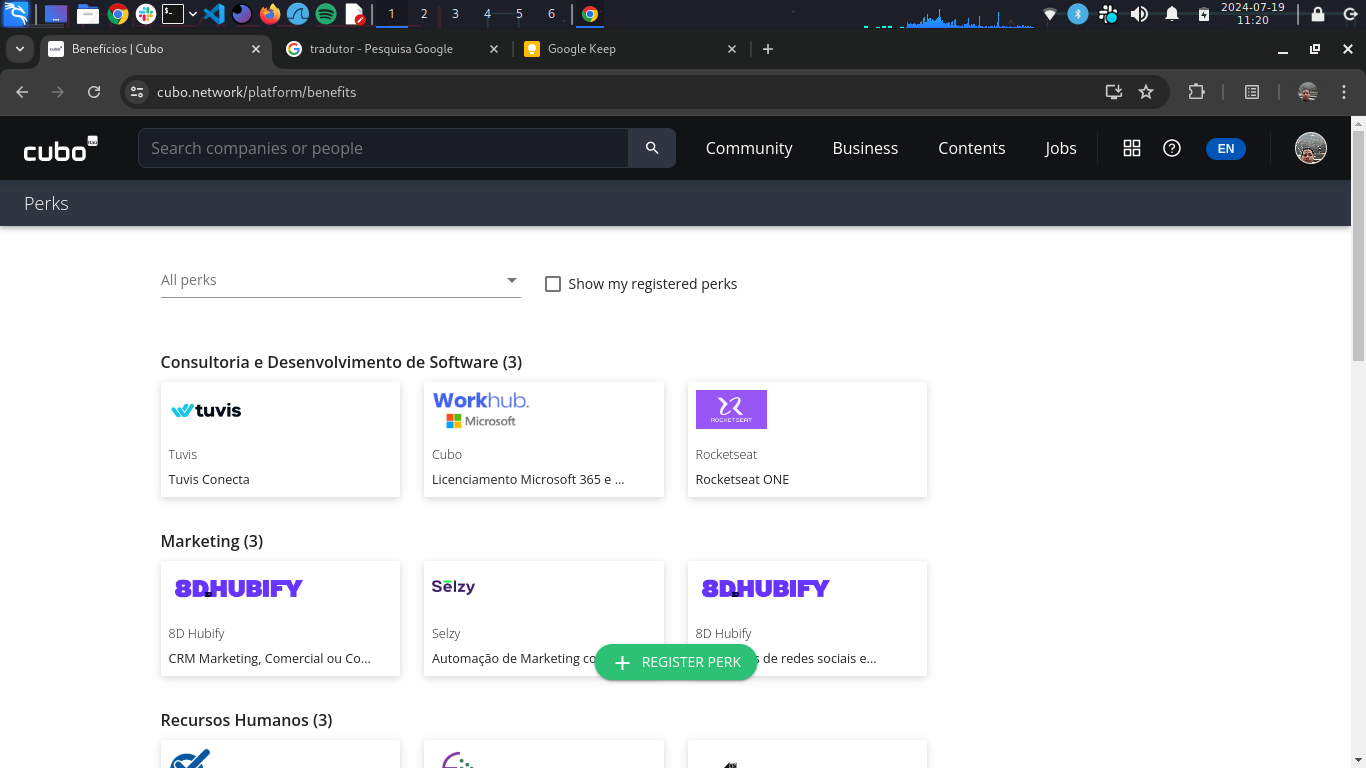 1 2 3 4 5 6
2024-07-19
11:20
Benefícios | Cubo
tradutor - Pesquisa Google
Google Keep
cubo.network/platform/benefits
cubo
Itaú
Search companies or people
Community
Business
Contents
Jobs
EN
Perks
All perks
Show my registered perks
Consultoria e Desenvolvimento de Software (3)
tuvis
Tuvis
Tuvis Conecta
Workhub.
Microsoft
Cubo
Licenciamento Microsoft 365 e ...
ROCKETSEAT
Rocketseat
Rocketseat ONE
Marketing (3)
8DHUBIFY
8D Hubify
CRM Marketing, Comercial ou Co...
Selzy
Selzy
Automação de Marketing
8DHUBIFY
8D Hubify
de redes sociais e...
REGISTER PERK
Recursos Humanos (3)